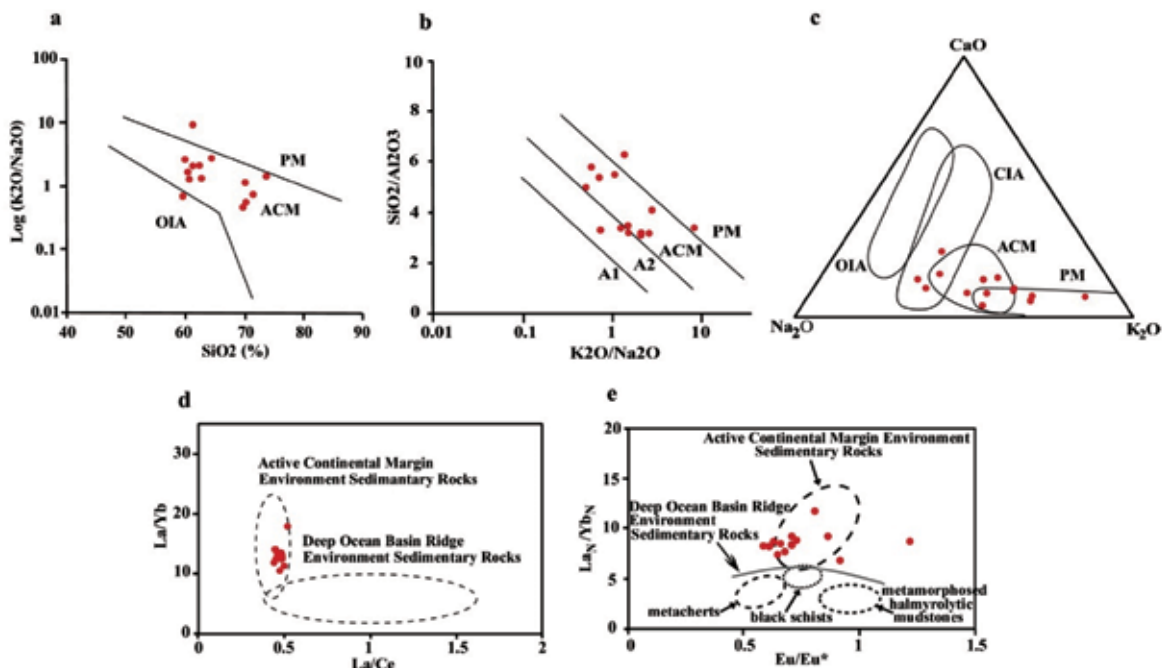 a
Log (K2O/Na2O)
100
10
1
0.1
0.01
40
50
60
70
80
90
SiO2 (%)
PM
ACM
OIA
b
SiO2/Al2O3
10
8
6
4
2
0
0.01
0.1
1
10
K2O/Na2O
PM
ACM
A2
A1
c
CaO
CIA
ACM
OIA
PM
Na2O
K2O
d
La/Yb
30
20
10
0
0
0.5
1
1.5
2
La/Ce
Active Continental Margin
Environment Sedimantary Rocks
Deep Ocean Basin Ridge
Environment Sedimentary Rocks
e
LaN/YbN
20
15
10
5
0
0
0.5
1
1.5
Eu/Eu*
Active Continental Margin Environment
Sedimentary Rocks
Deep Ocean Basin Ridge
Environment
Sedimentary Rocks
metacherts
black schists
metamorphosed
halmyrolytic
mudstones